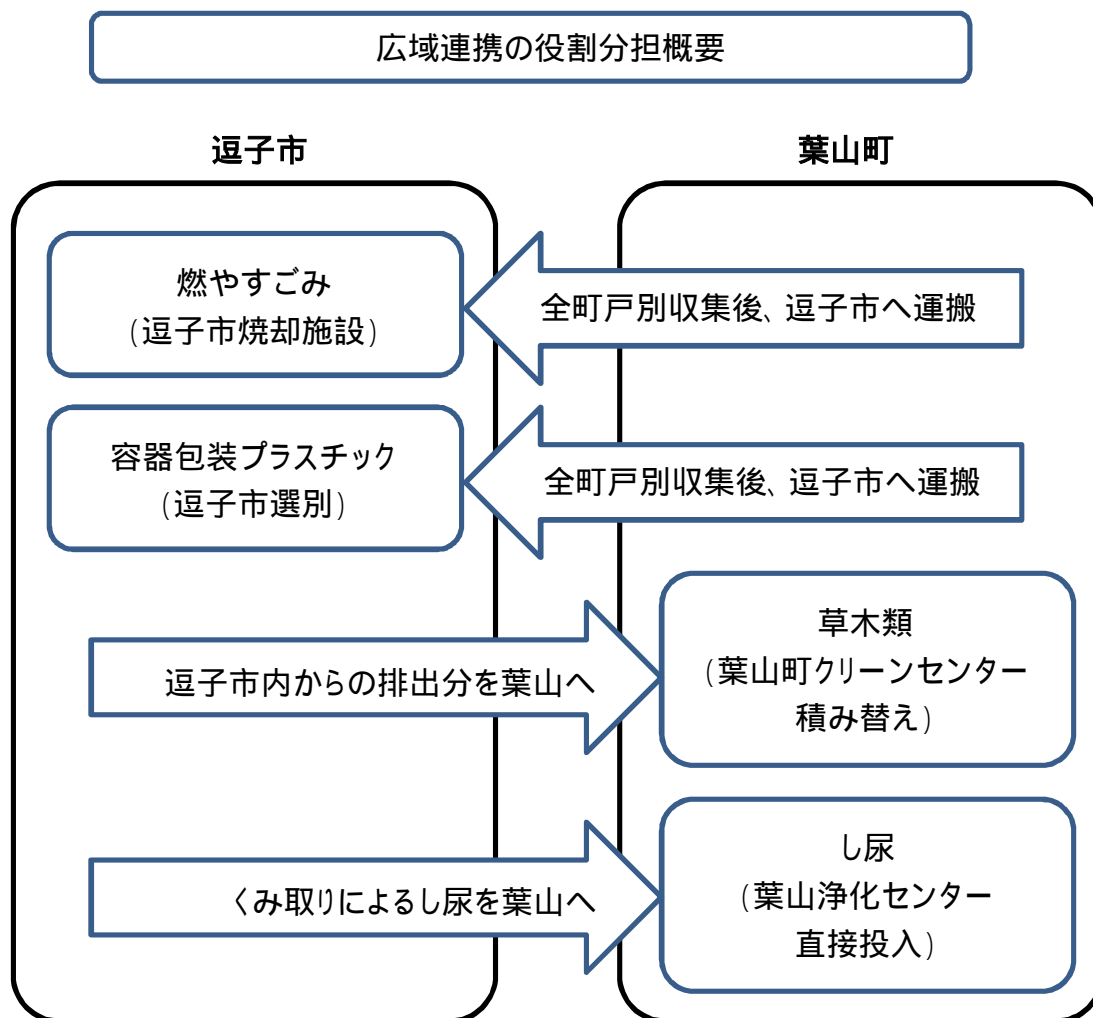 広域連携の役割分担概要
逗子市
葉山町
燃やすごみ
(逗子市焼却施設)
全町戸別収集後、逗子市へ運搬
容器包装プラスチック
(逗子市選別)
全町戸別収集後、逗子市へ運搬
逗子市内からの排出分を葉山へ
草木類
(葉山町クリーンセンター
積み替え)
くみ取りによるし尿を葉山へ
し尿
(葉山浄化センター
直接投入)